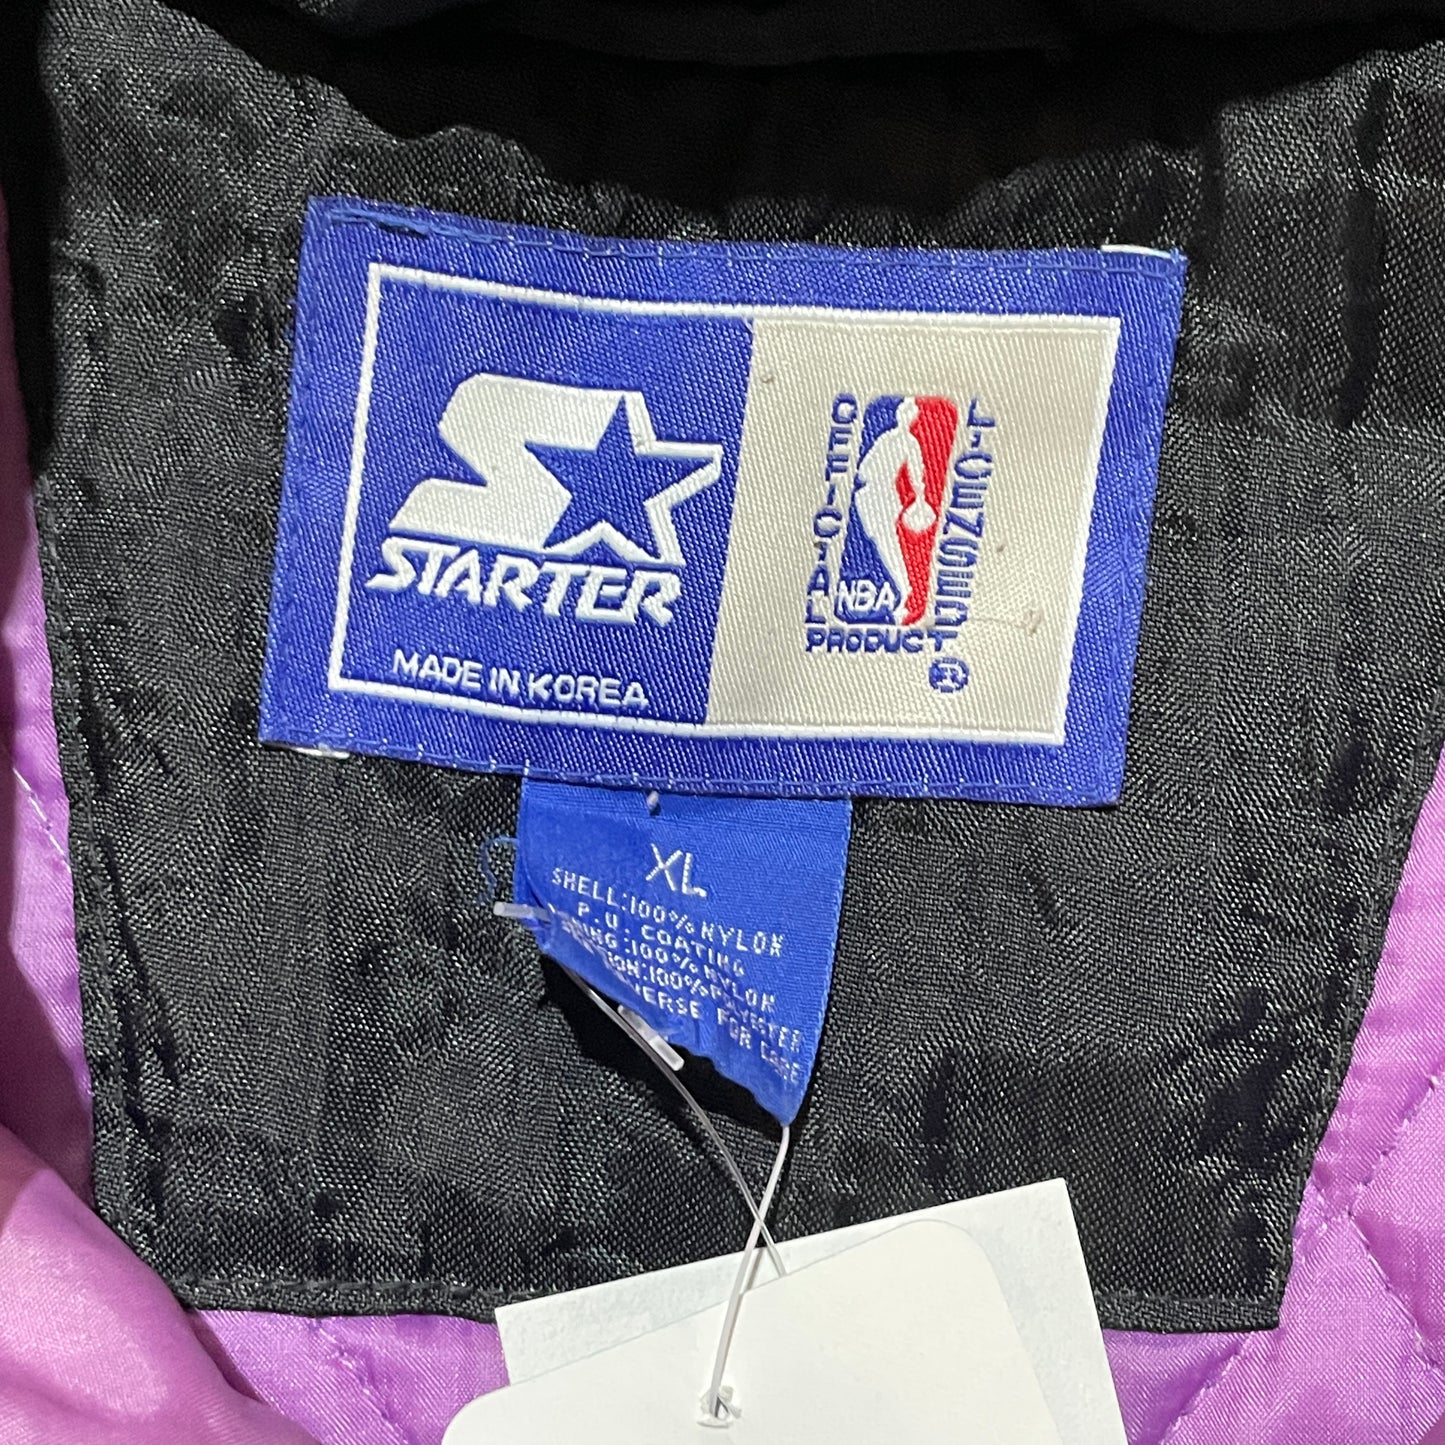 STARTER
MADE IN KOREA
OFFICIAL
LICENSED
NBA
PRODUCT
R
XL
SHELL:100%NYLON
P.U. COATING
:100%NYLON
:100%POLYESTER
FOR CARE